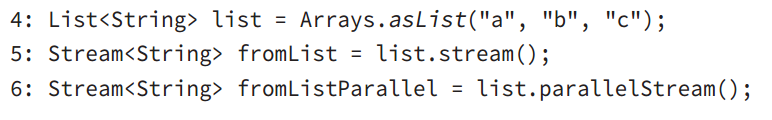 4: List<String> list = Arrays.asList("a", "b", "c");
5: Stream<String> fromList = list.stream();
6: Stream<String> fromListParallel = list.parallelStream();